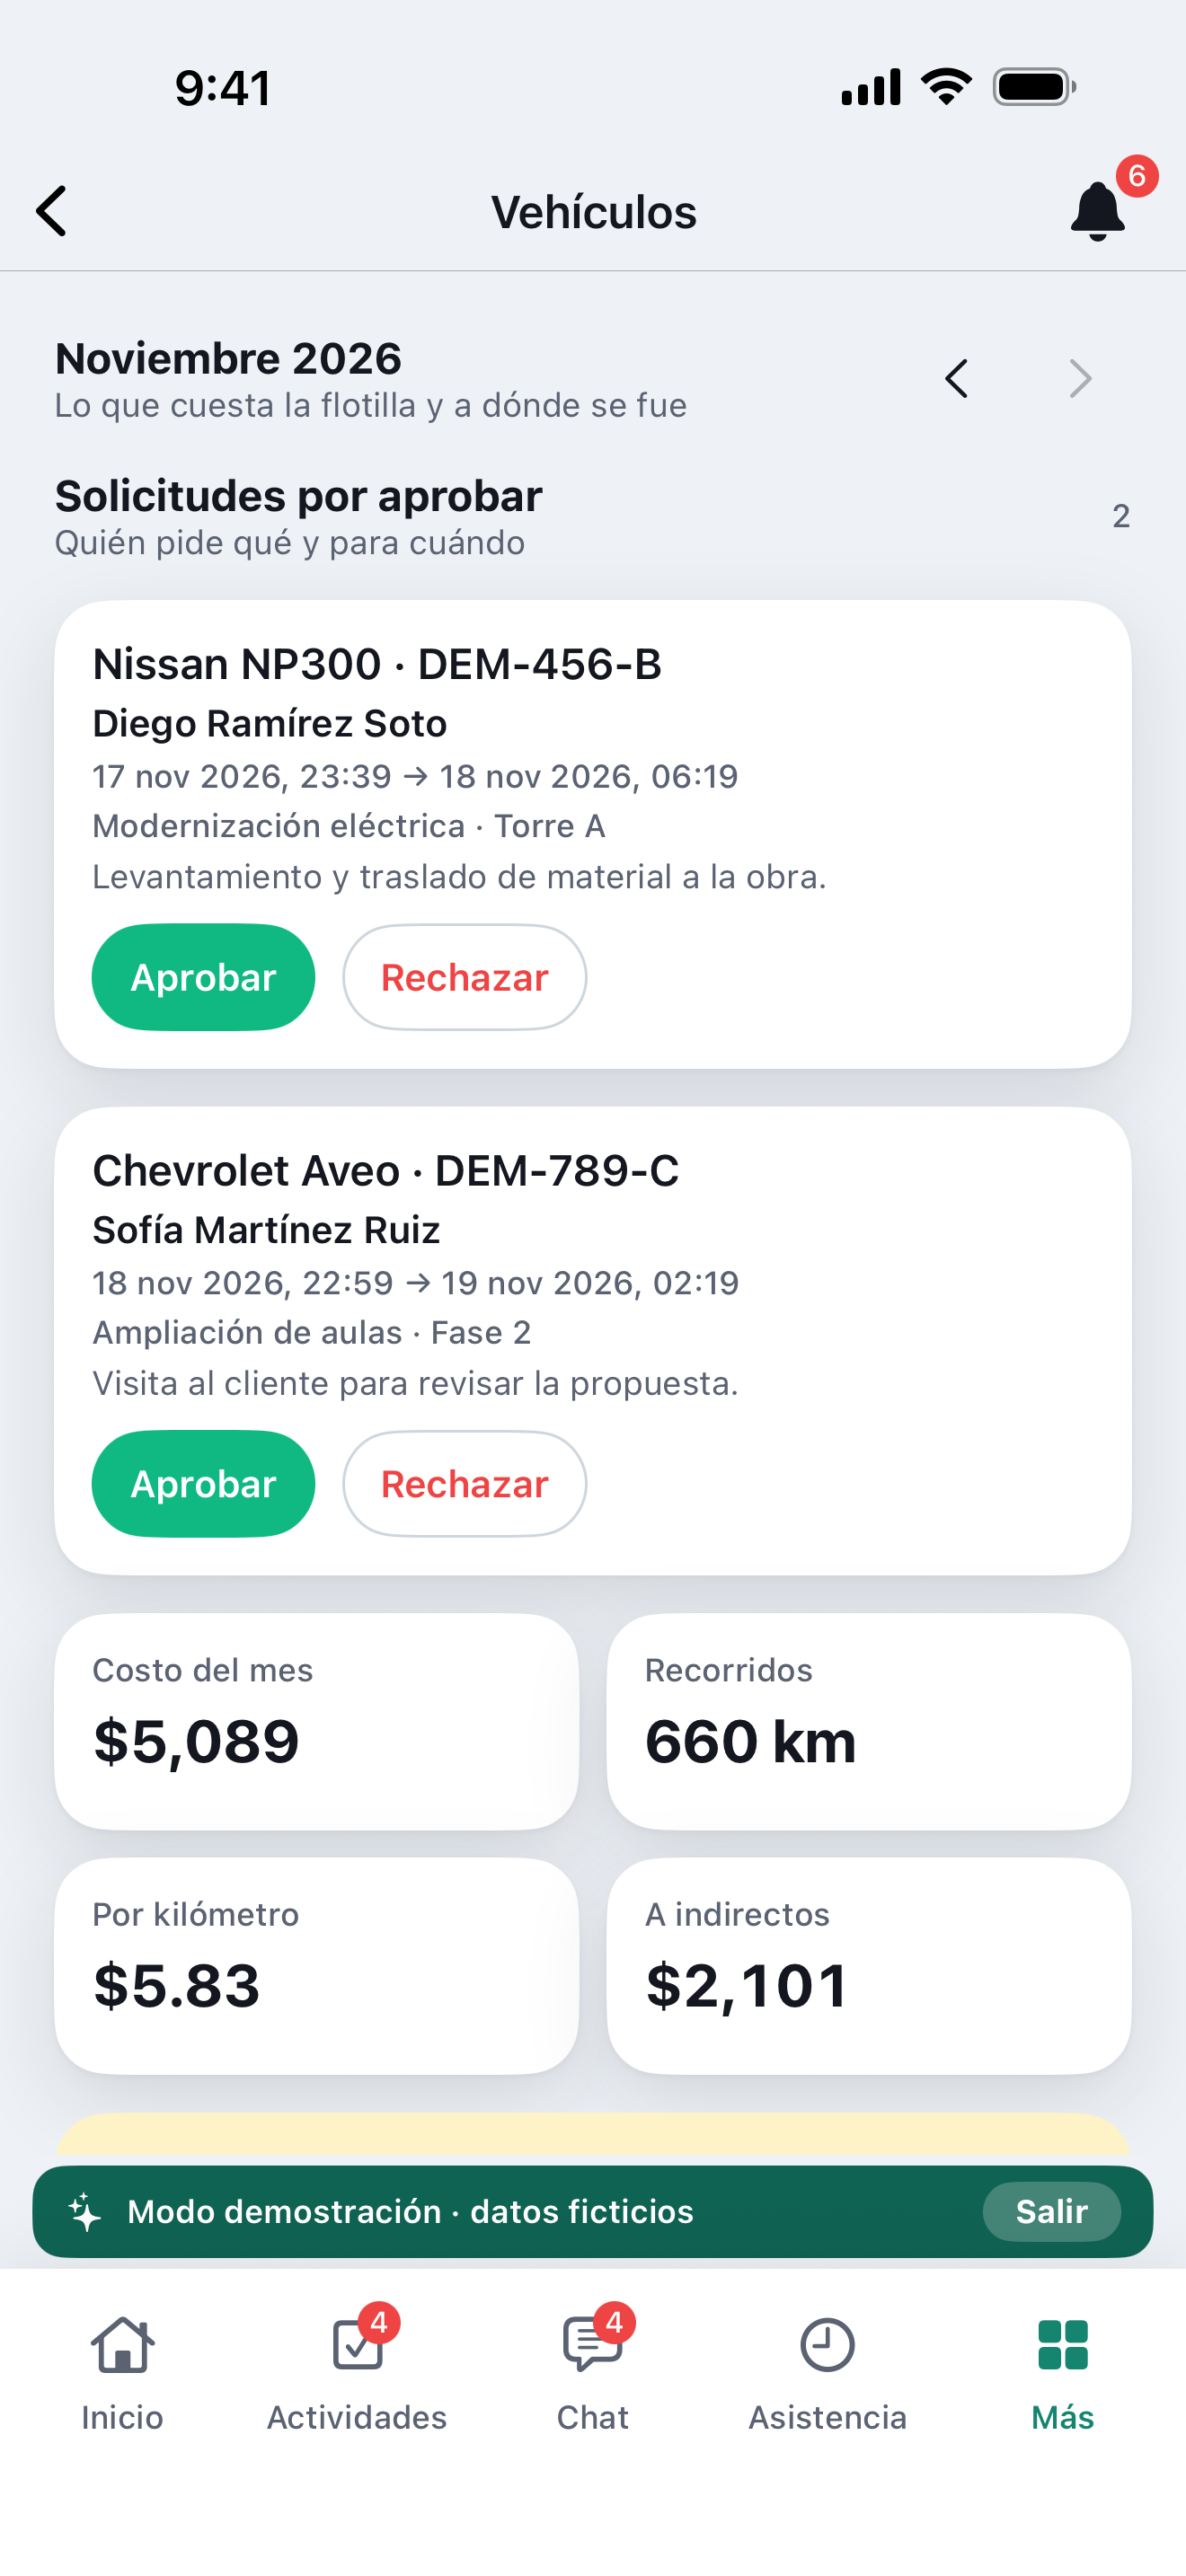 9:41
Vehículos
6
Noviembre 2026
Lo que cuesta la flotilla y a dónde se fue
Solicitudes por aprobar
Quién pide qué y para cuándo
2
Nissan NP300 · DEM-456-B
Diego Ramírez Soto
17 nov 2026, 23:39 → 18 nov 2026, 06:19
Modernización eléctrica · Torre A
Levantamiento y traslado de material a la obra.
Aprobar
Rechazar
Chevrolet Aveo · DEM-789-C
Sofía Martínez Ruiz
18 nov 2026, 22:59 → 19 nov 2026, 02:19
Ampliación de aulas · Fase 2
Visita al cliente para revisar la propuesta.
Aprobar
Rechazar
Costo del mes
$5,089
Recorridos
660 km
Por kilómetro
$5.83
A indirectos
$2,101
Modo demostración · datos ficticios
Salir
Inicio
4
Actividades
4
Chat
Asistencia
Más